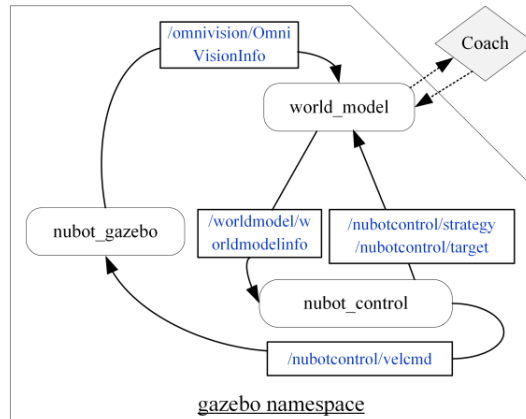 /omnivision/Omni
VisionInfo
Coach
world_model
/worldmodel/w
orldmodelinfo
/nubotcontrol/strategy
/nubotcontrol/target
nubot_gazebo
nubot_control
/nubotcontrol/velcmd
gazebo namespace